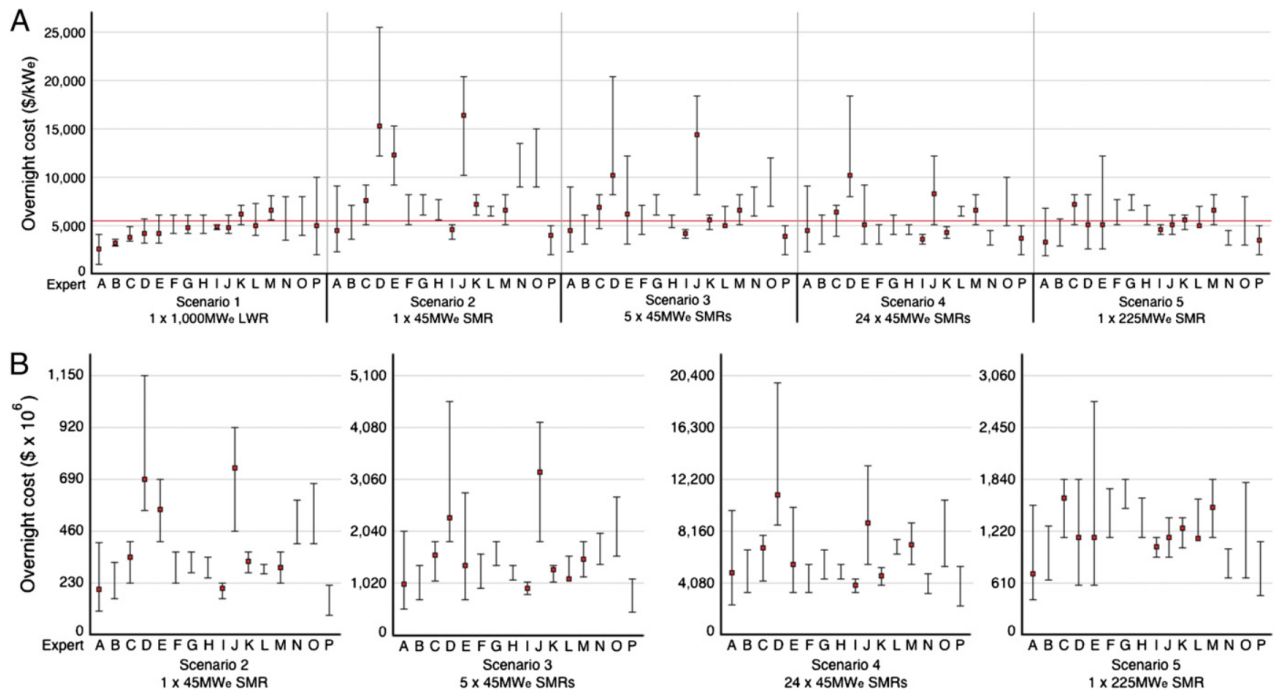 A
Overnight cost ($/kWe)
25,000
20,000
15,000
10,000
5,000
0
Expert A B C D E F G H I J K L M N O P A B C D E F G H I J K L M N O P A B C D E F G H I J K L M N O P A B C D E F G H I J K L M N O P A B C D E F G H I J K L M N O P
Scenario 1 Scenario 2 Scenario 3 Scenario 4 Scenario 5
1 x 1,000MWe LWR 1 x 45MWe SMR 5 x 45MWe SMRs 24 x 45MWe SMRs 1 x 225MWe SMR
B
Overnight cost ($ x 10⁶)
1,150 5,100 20,400 3,060
920 4,080 16,300 2,450
690 3,060 12,200 1,840
460 2,040 8,160 1,220
230 1,020 4,080 610
0 0 0 0
Expert A B C D E F G H I J K L M N O P A B C D E F G H I J K L M N O P A B C D E F G H I J K L M N O P A B C D E F G H I J K L M N O P
Scenario 2 Scenario 3 Scenario 4 Scenario 5
1 x 45MWe SMR 5 x 45MWe SMRs 24 x 45MWe SMRs 1 x 225MWe SMR